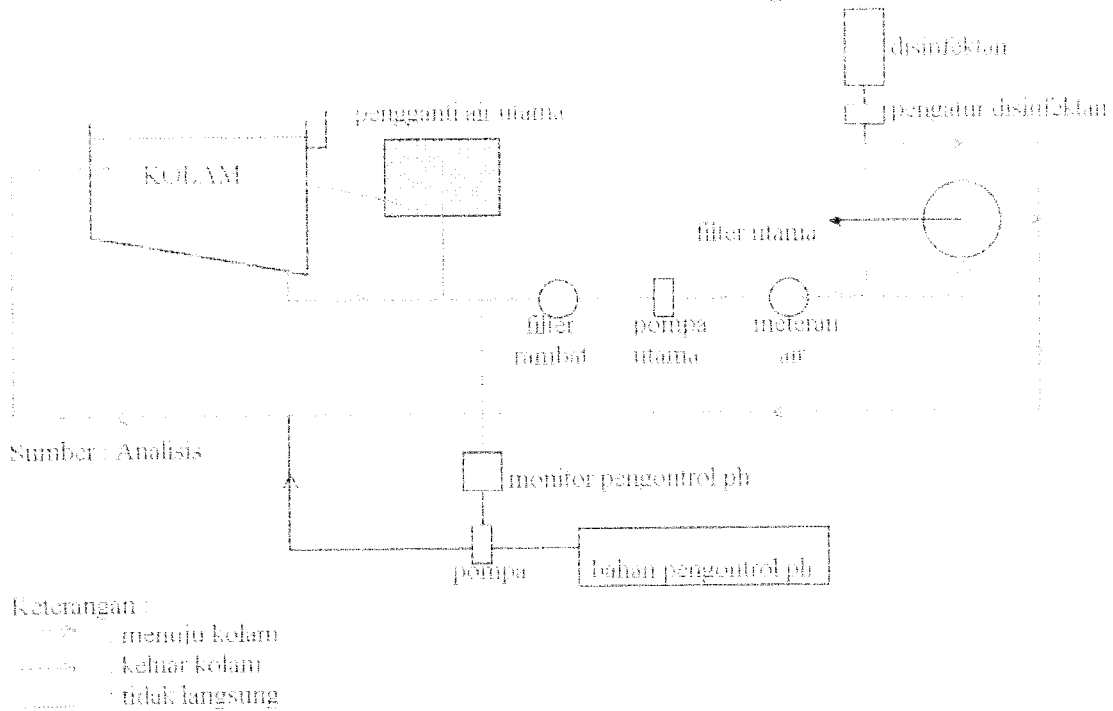 disinfektan
pengatur disinfektan
pengganti air utama
KOLAM
filter utama
filter rambat
pompa utama
meteran air
Sumber : Analisis
monitor pengontrol ph
pompa
bahan pengontrol ph
Keterangan :
: menuju kolam
: keluar kolam
: tidak langsung